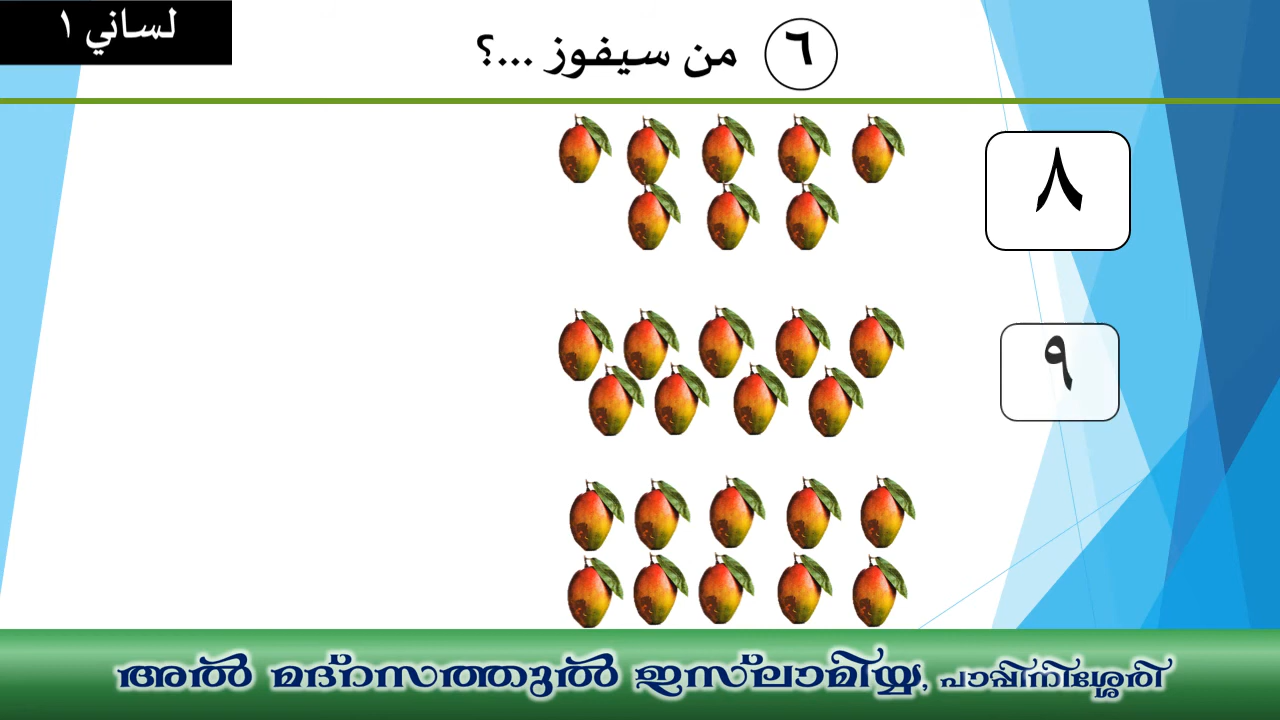 لساني ١
٦ من سيفوز ...؟
٨
٩
അൽ മദ്റസത്തുൽ ഇസ്‌ലാമിയ്യ, പാപ്പിനിശ്ശേരി